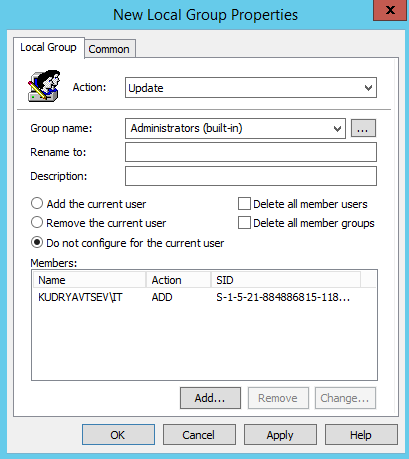 New Local Group Properties
x
Local Group Common
Action: Update
Group name: Administrators (built-in) ...
Rename to:
Description:
Add the current user Delete all member users
Remove the current user Delete all member groups
Do not configure for the current user
Members:
Name Action SID
KUDRYAVTSEV\IT ADD S-1-5-21-884886815-118...
Add... Remove Change...
OK Cancel Apply Help